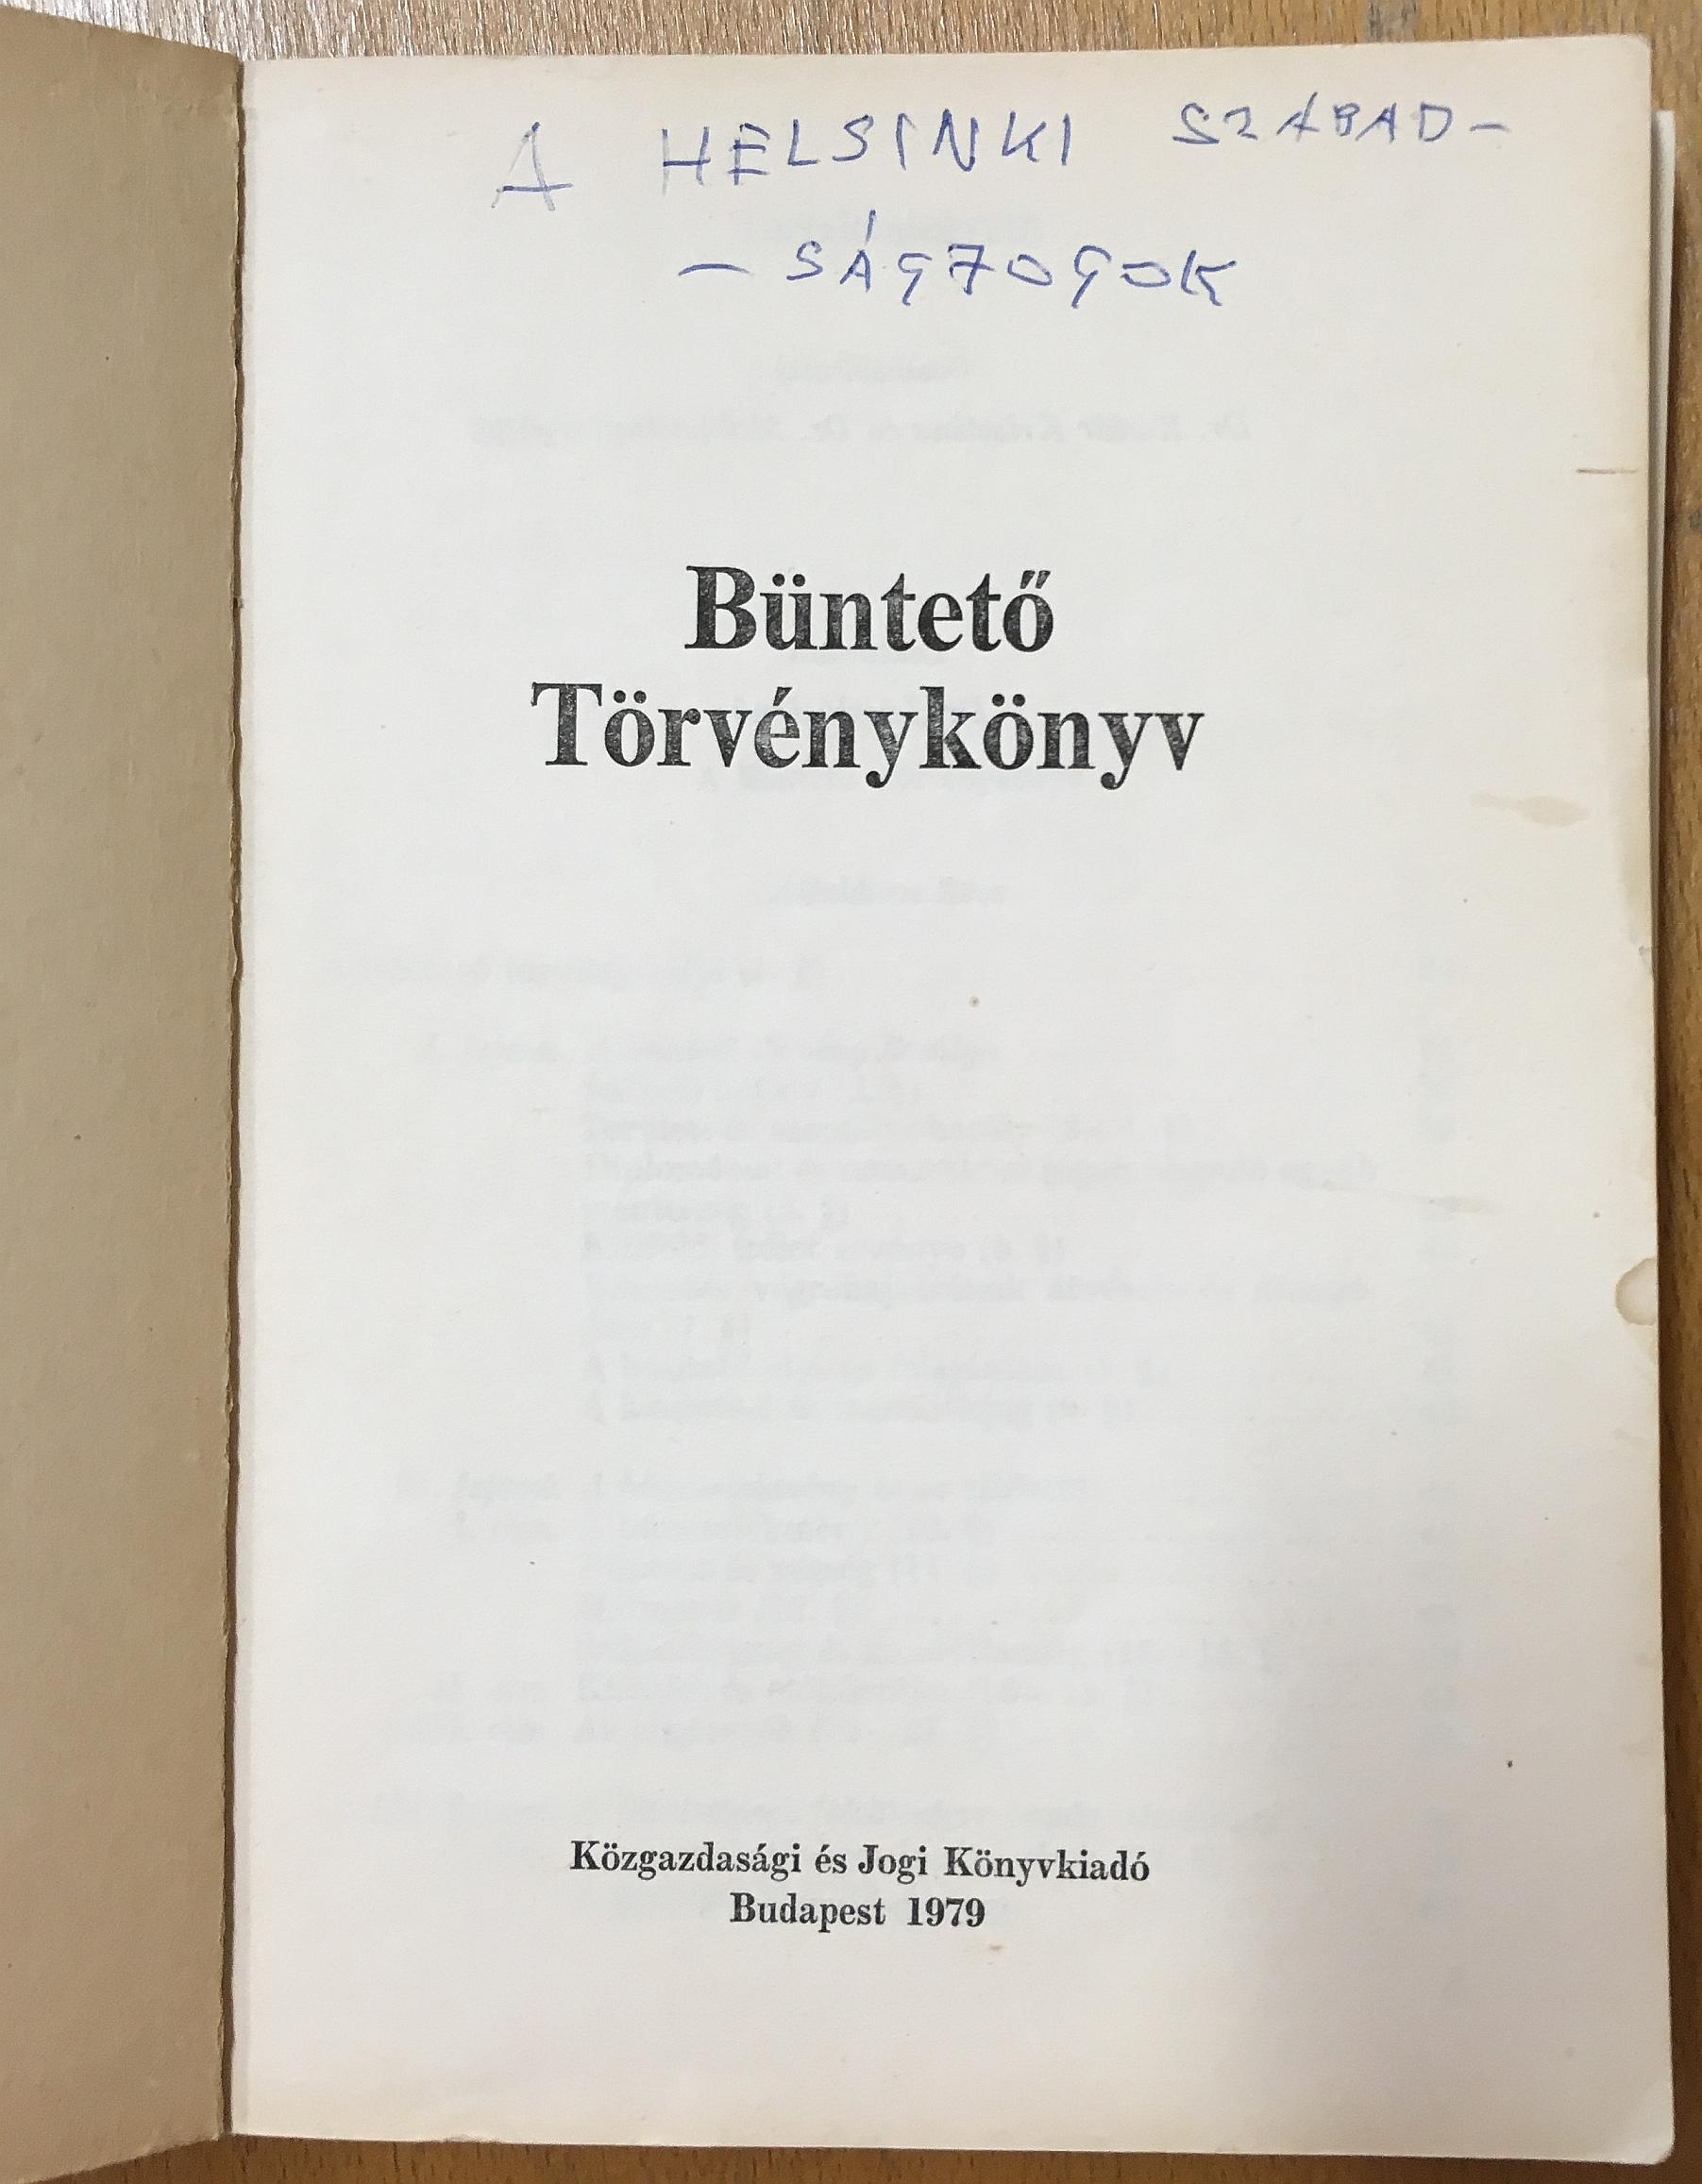 A HELSINKI SZABAD-
- SÁGJOGOK
Büntető
Törvénykönyv
Közgazdasági és Jogi Könyvkiadó
Budapest 1979